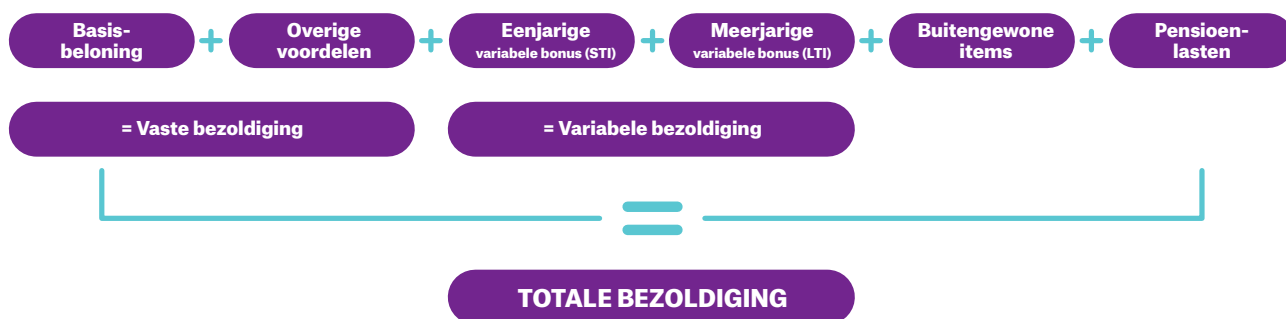 Basis-
beloning
+
Overige
voordelen
+
Eenjarige
variabele bonus (STI)
+
Meerjarige
variabele bonus (LTI)
+
Buitengewone
items
+
Pensioen-
lasten
= Vaste bezoldiging
= Variabele bezoldiging
=
TOTALE BEZOLDIGING